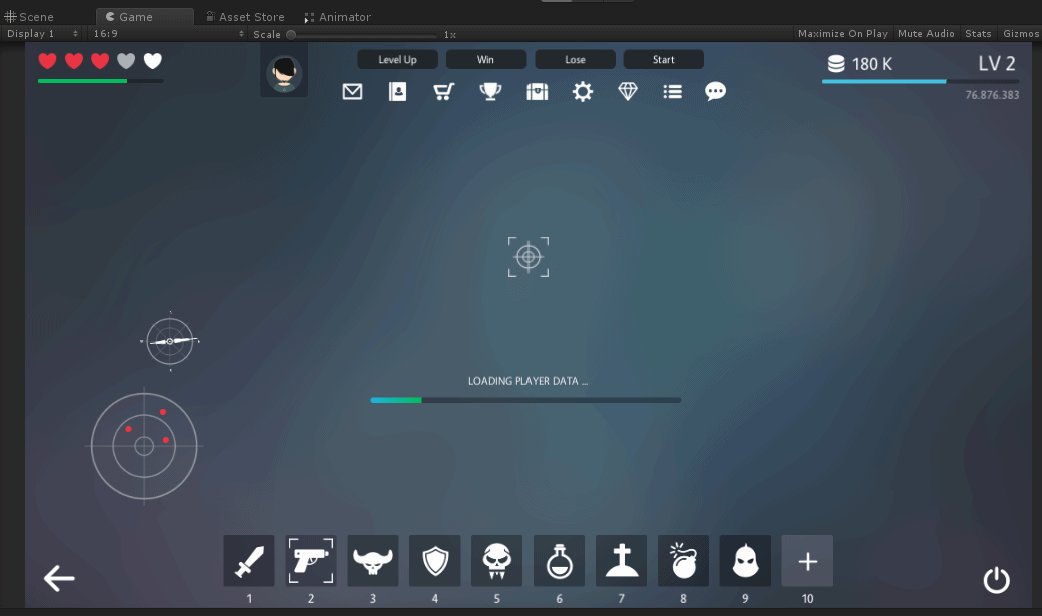 Scene Game Asset Store Animator
Display 1 16:9 Scale 1x Maximize On Play Mute Audio Stats Gizmos
Level Up Win Lose Start
180 K LV 2
76.876.383
LOADING PLAYER DATA ...
1 2 3 4 5 6 7 8 9 10